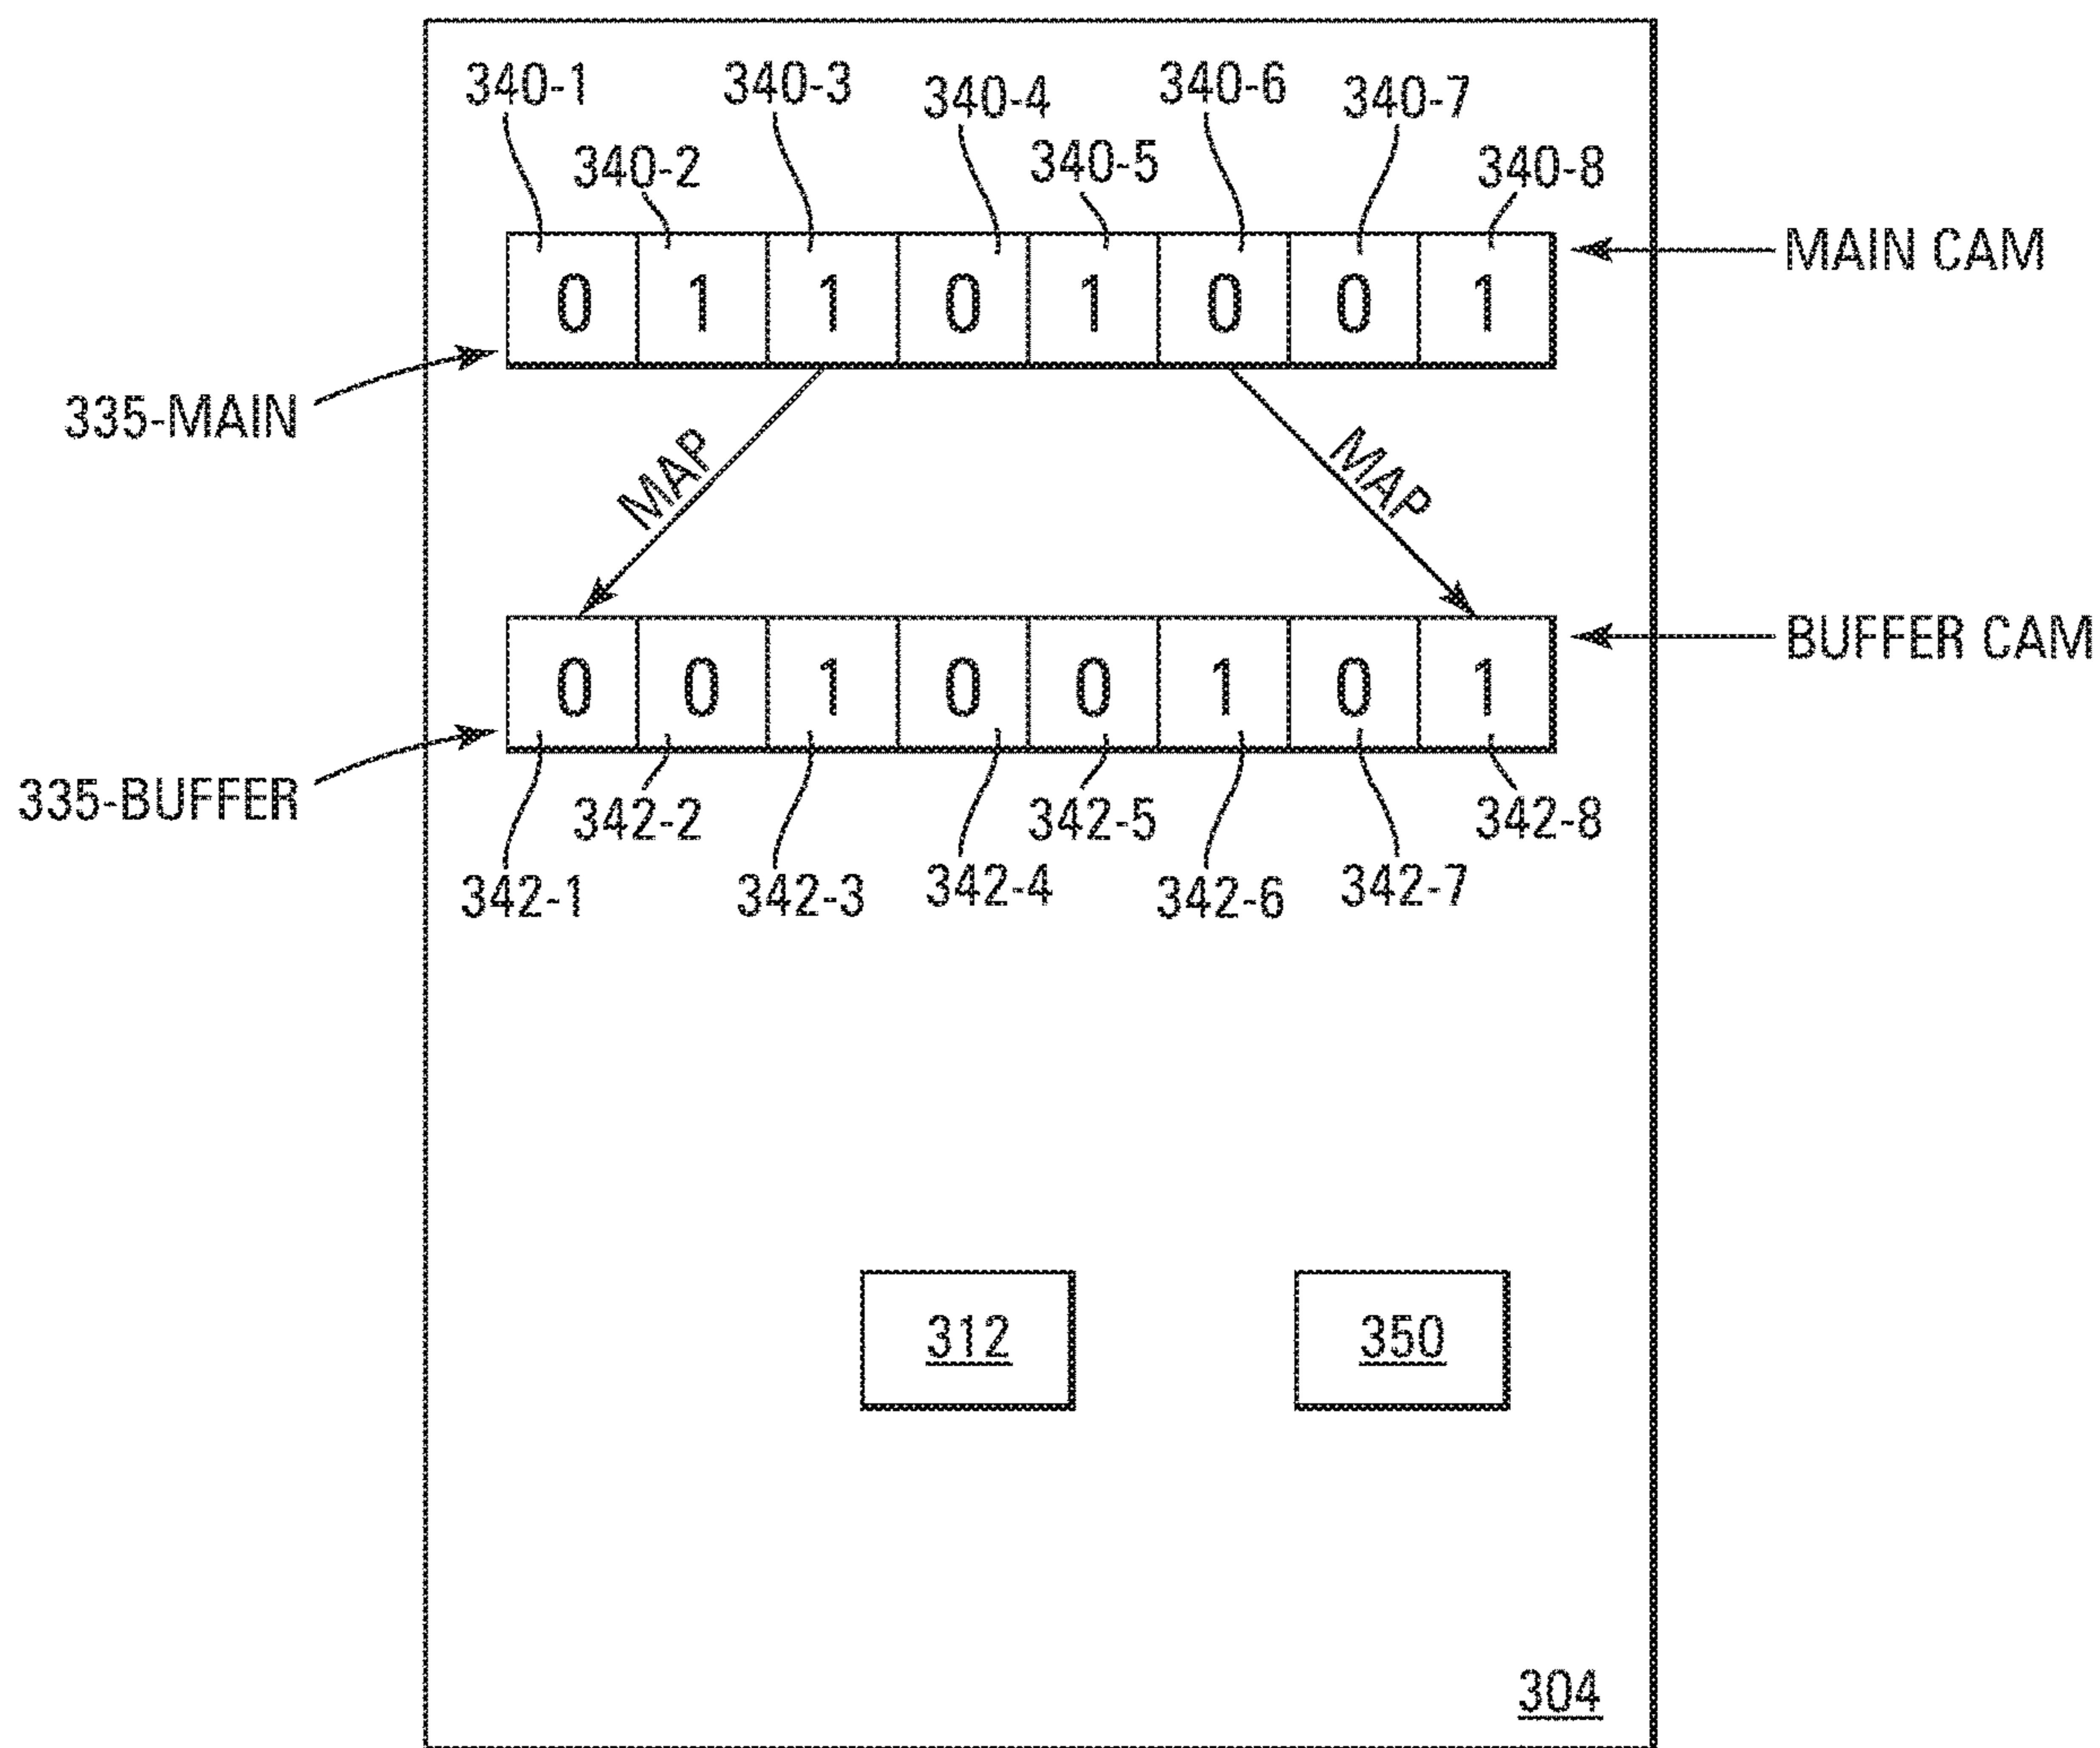 340-1 340-3 340-4 340-6 340-7
340-2 340-5 340-8
MAIN CAM
0 1 1 0 1 0 0 1
335-MAIN
MAP MAP
BUFFER CAM
0 0 1 0 0 1 0 1
335-BUFFER
342-2 342-5 342-8
342-1 342-3 342-4 342-6 342-7
312 350
304